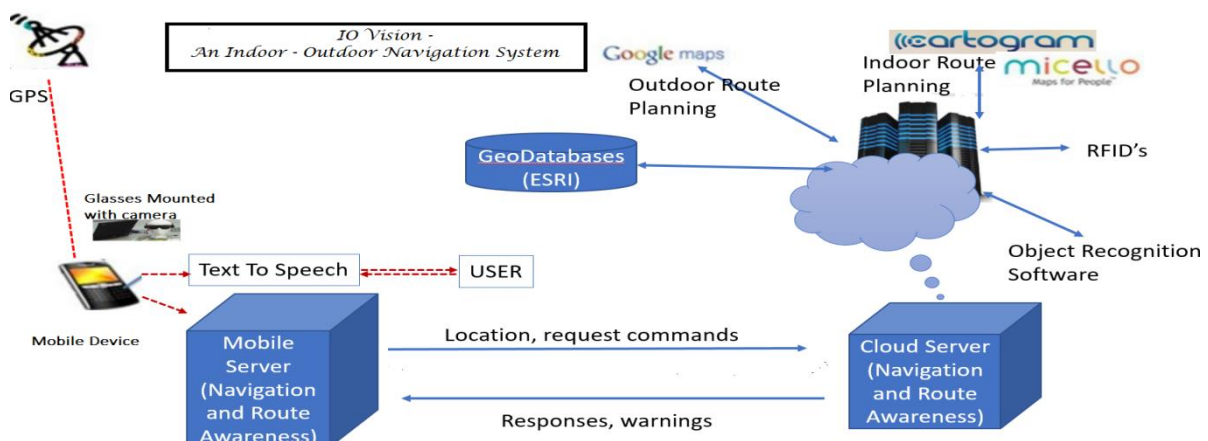 IO Vision -
An Indoor - Outdoor Navigation System
Google maps
((cartogram
micello
Maps for People™
Outdoor Route
Planning
Indoor Route
Planning
GPS
GeoDatabases
(ESRI)
RFID's
Glasses Mounted
with camera
Text To Speech
USER
Object Recognition
Software
Mobile Device
Mobile
Server
(Navigation
and Route
Awareness)
Location, request commands
Responses, warnings
Cloud Server
(Navigation
and Route
Awareness)